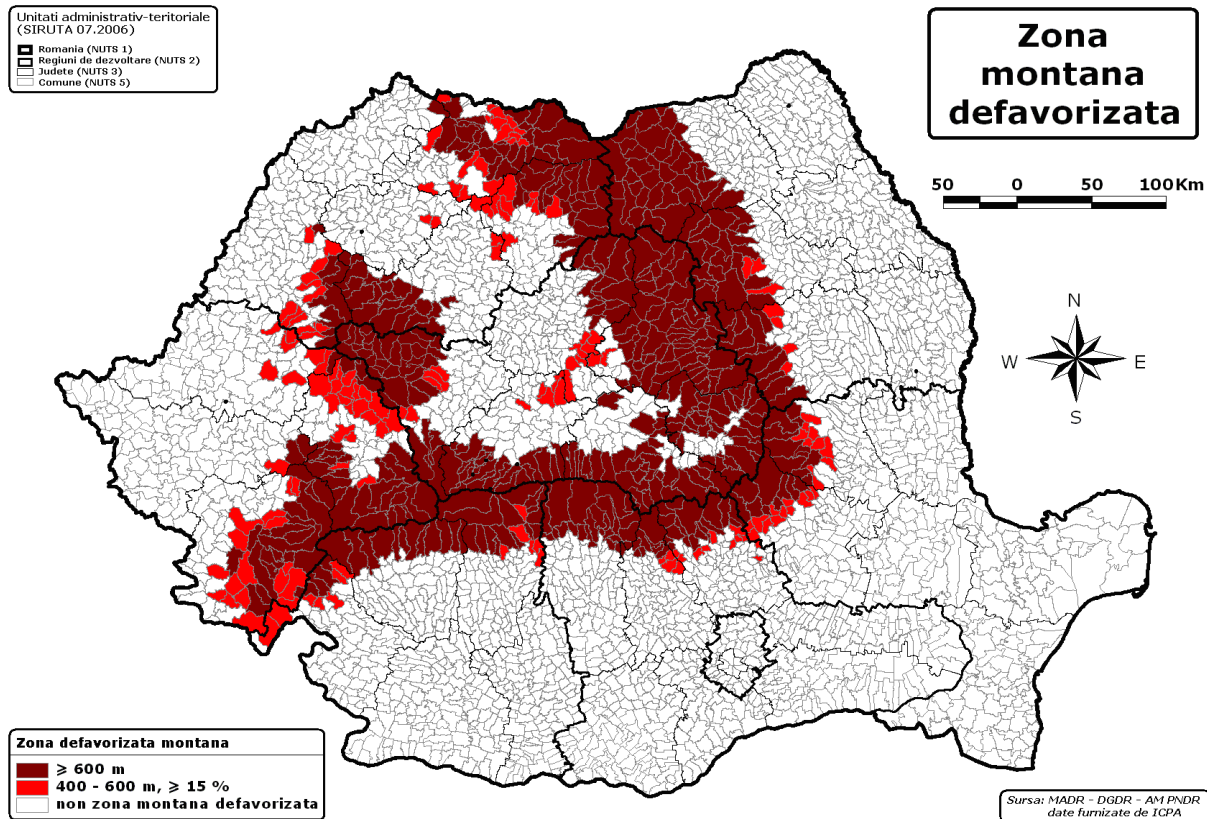 Unitati administrativ-teritoriale
(SIRUTA 07.2006)
Romania (NUTS 1)
Regiuni de dezvoltare (NUTS 2)
Judete (NUTS 3)
Comune (NUTS 5)
Zona
montana
defavorizata
50 0 50 100Km
N
W E
S
Zona defavorizata montana
≥ 600 m
400 - 600 m, ≥ 15 %
non zona montana defavorizata
Sursa: MADR - DGDR - AM PNDR
date furnizate de ICPA